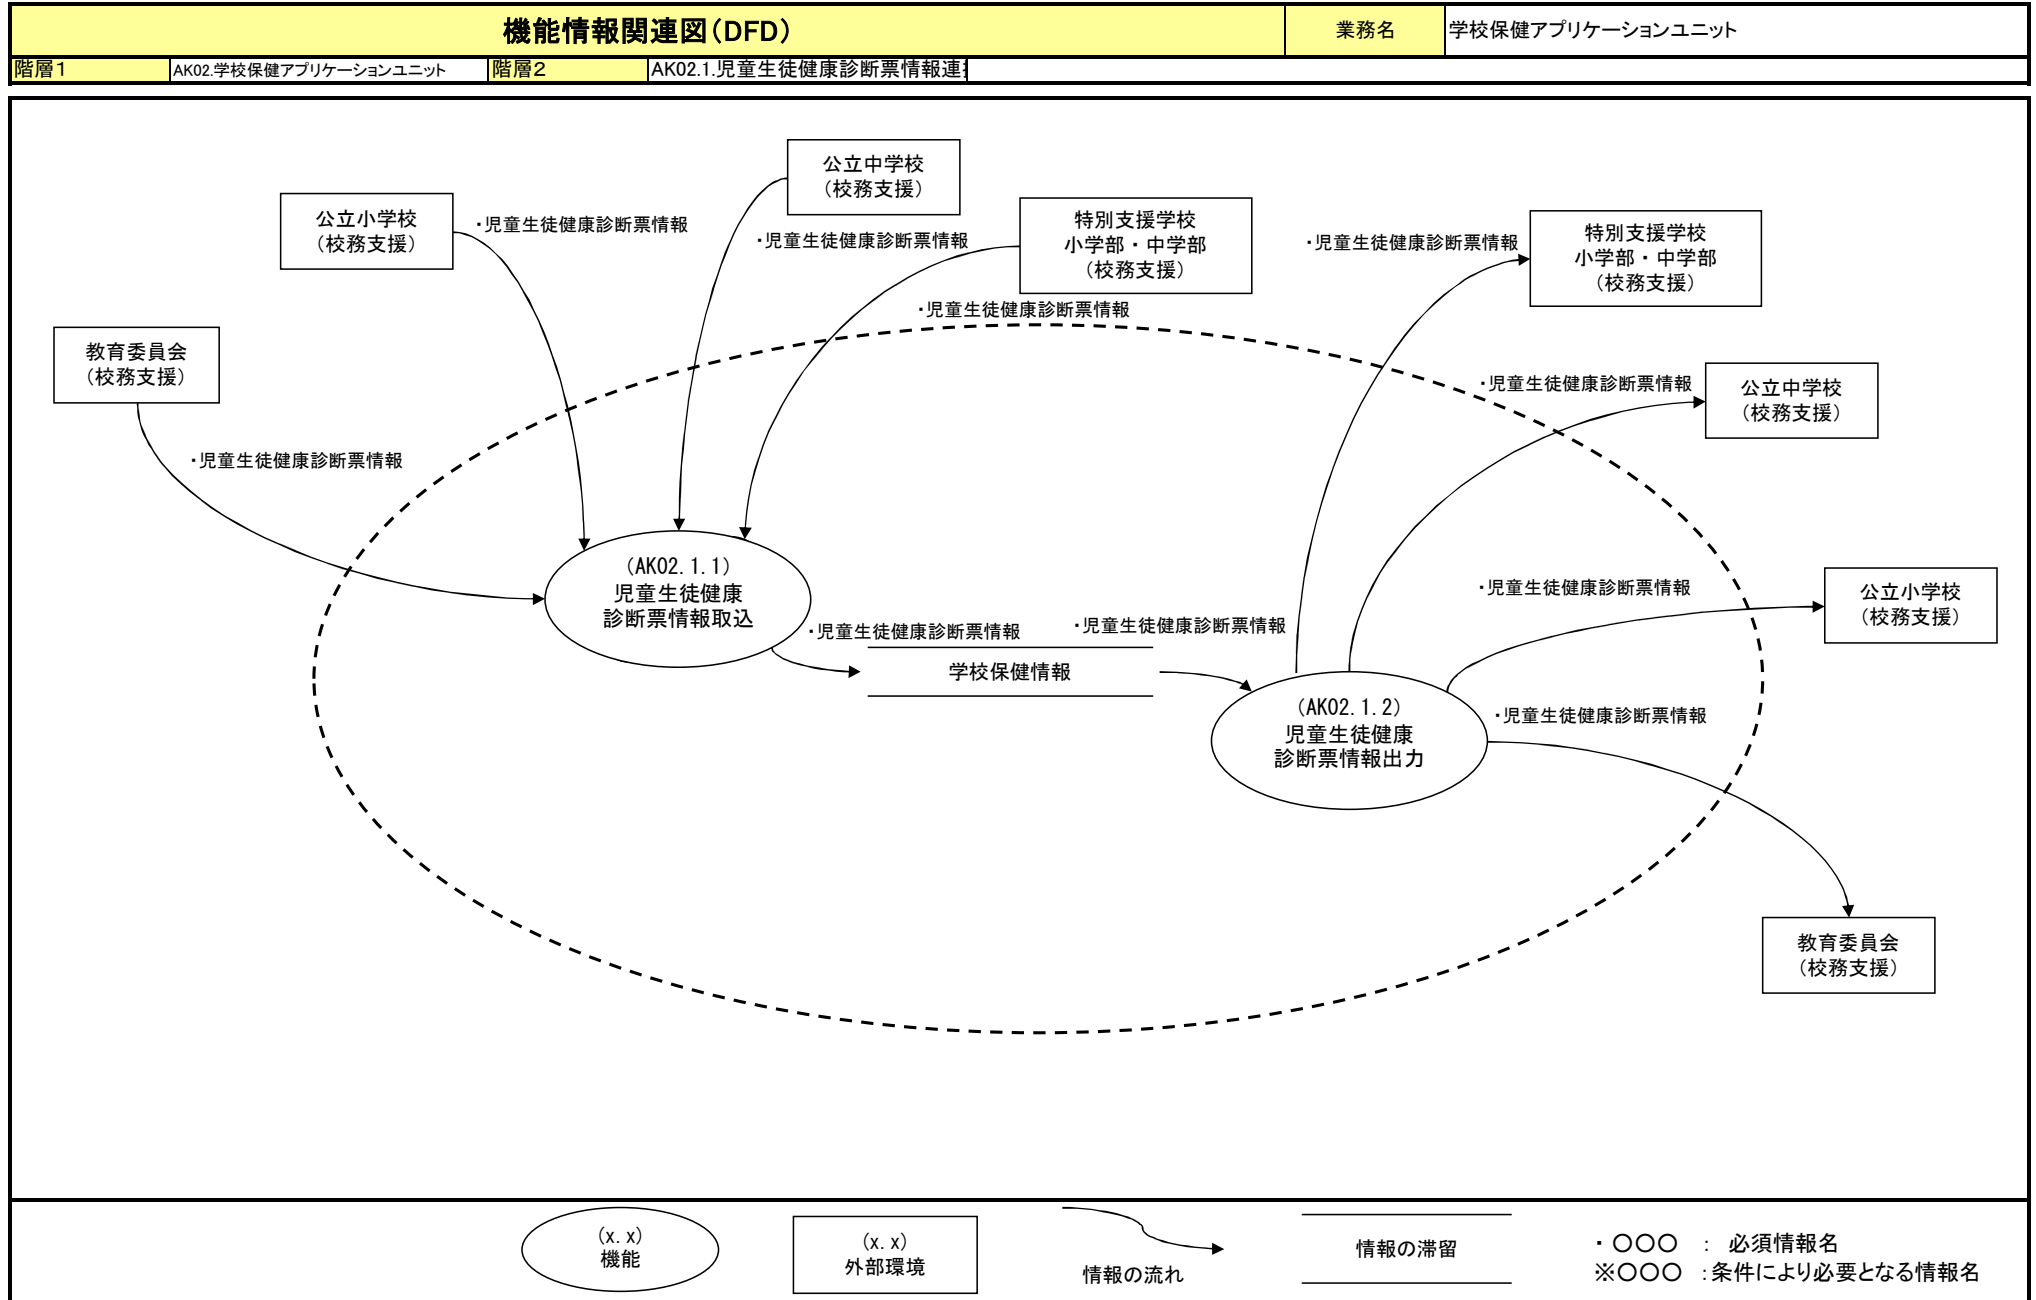 機能情報関連図(DFD)
業務名
学校保健アプリケーションユニット
階層1
AK02.学校保健アプリケーションユニット
階層2
AK02.1.児童生徒健康診断票情報連
公立中学校
(校務支援)
公立小学校
(校務支援)
・児童生徒健康診断票情報
・児童生徒健康診断票情報
特別支援学校
小学部・中学部
(校務支援)
・児童生徒健康診断票情報
・児童生徒健康診断票情報
特別支援学校
小学部・中学部
(校務支援)
教育委員会
(校務支援)
・児童生徒健康診断票情報
・児童生徒健康診断票情報
公立中学校
(校務支援)
(AK02.1.1)
児童生徒健康
診断票情報取込
・児童生徒健康診断票情報
・児童生徒健康診断票情報
・児童生徒健康診断票情報
公立小学校
(校務支援)
学校保健情報
(AK02.1.2)
児童生徒健康
診断票情報出力
・児童生徒健康診断票情報
教育委員会
(校務支援)
(x.x)
機能
(x.x)
外部環境
情報の流れ
情報の滞留
・ 〇〇〇 : 必須情報名
※〇〇〇 :条件により必要となる情報名